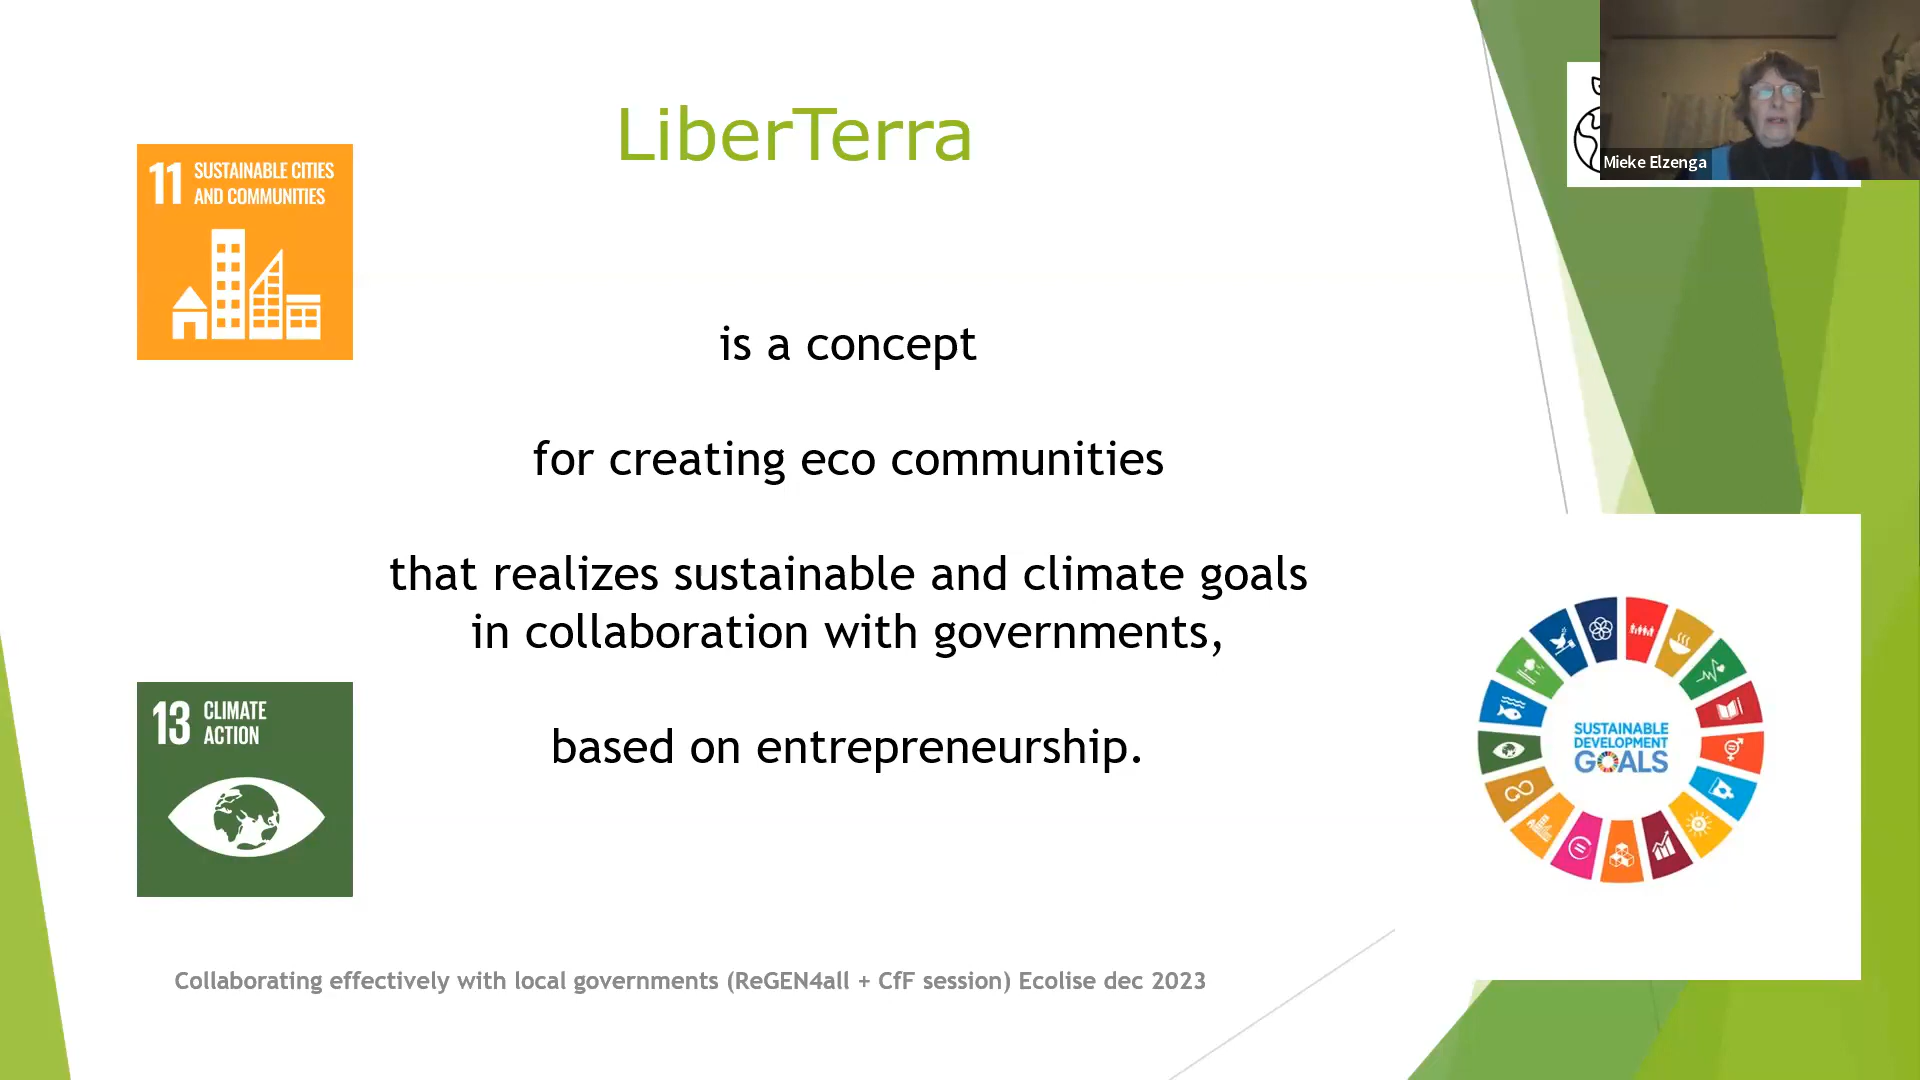 LiberTerra
Mieke Elzenga
11 SUSTAINABLE CITIES
AND COMMUNITIES
is a concept
for creating eco communities
that realizes sustainable and climate goals
in collaboration with governments,
based on entrepreneurship.
13 CLIMATE
ACTION
SUSTAINABLE
DEVELOPMENT
GOALS
Collaborating effectively with local governments (ReGEN4all + CfF session) Ecolise dec 2023